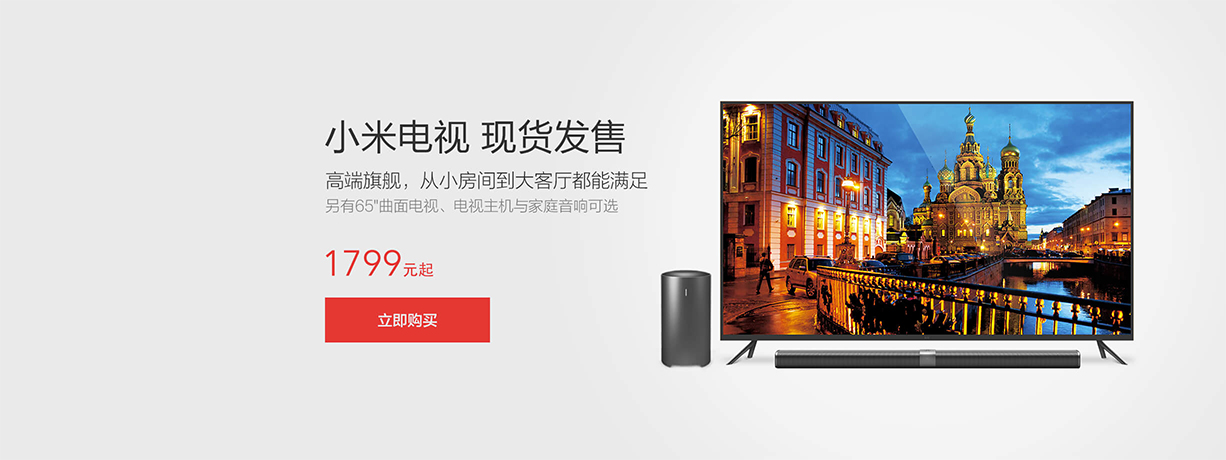 小米电视 现货发售
高端旗舰，从小房间到大客厅都能满足
另有65"曲面电视、电视主机与家庭音响可选
1799元起
立即购买